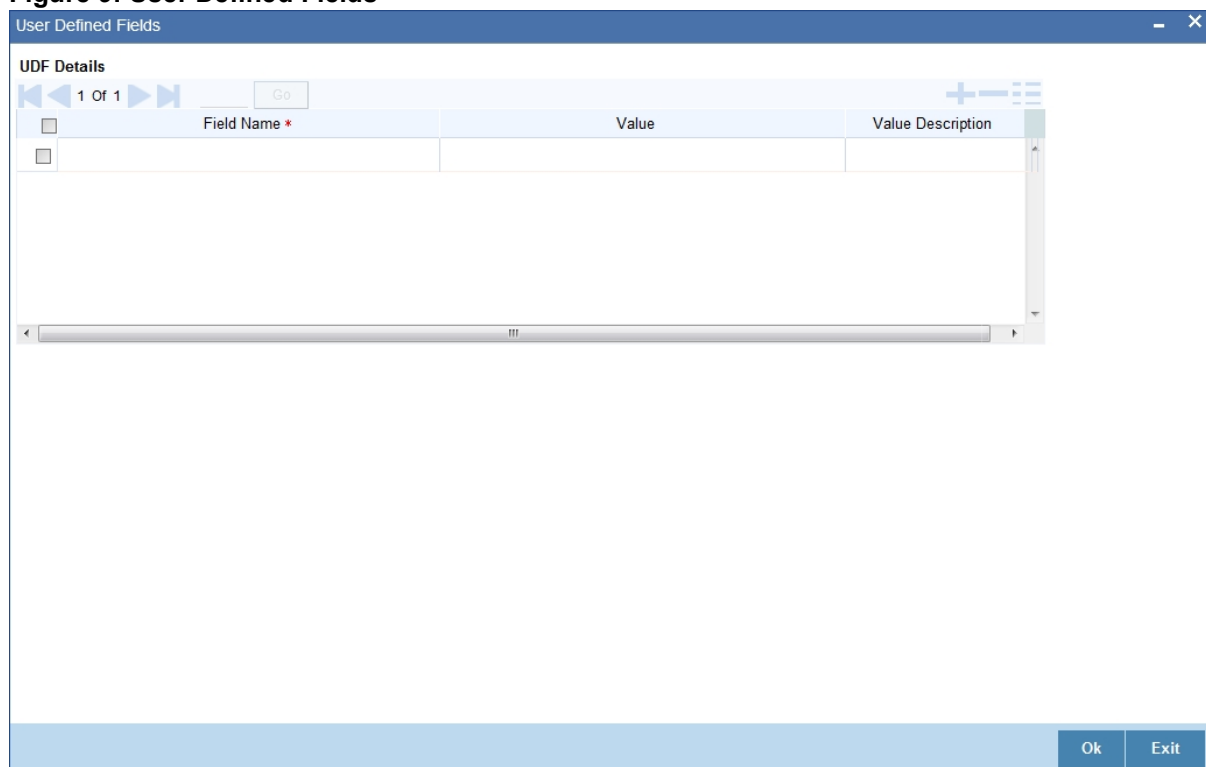 User Defined Fields
UDF Details
1 Of 1 Go
Field Name * Value Value Description
Ok Exit